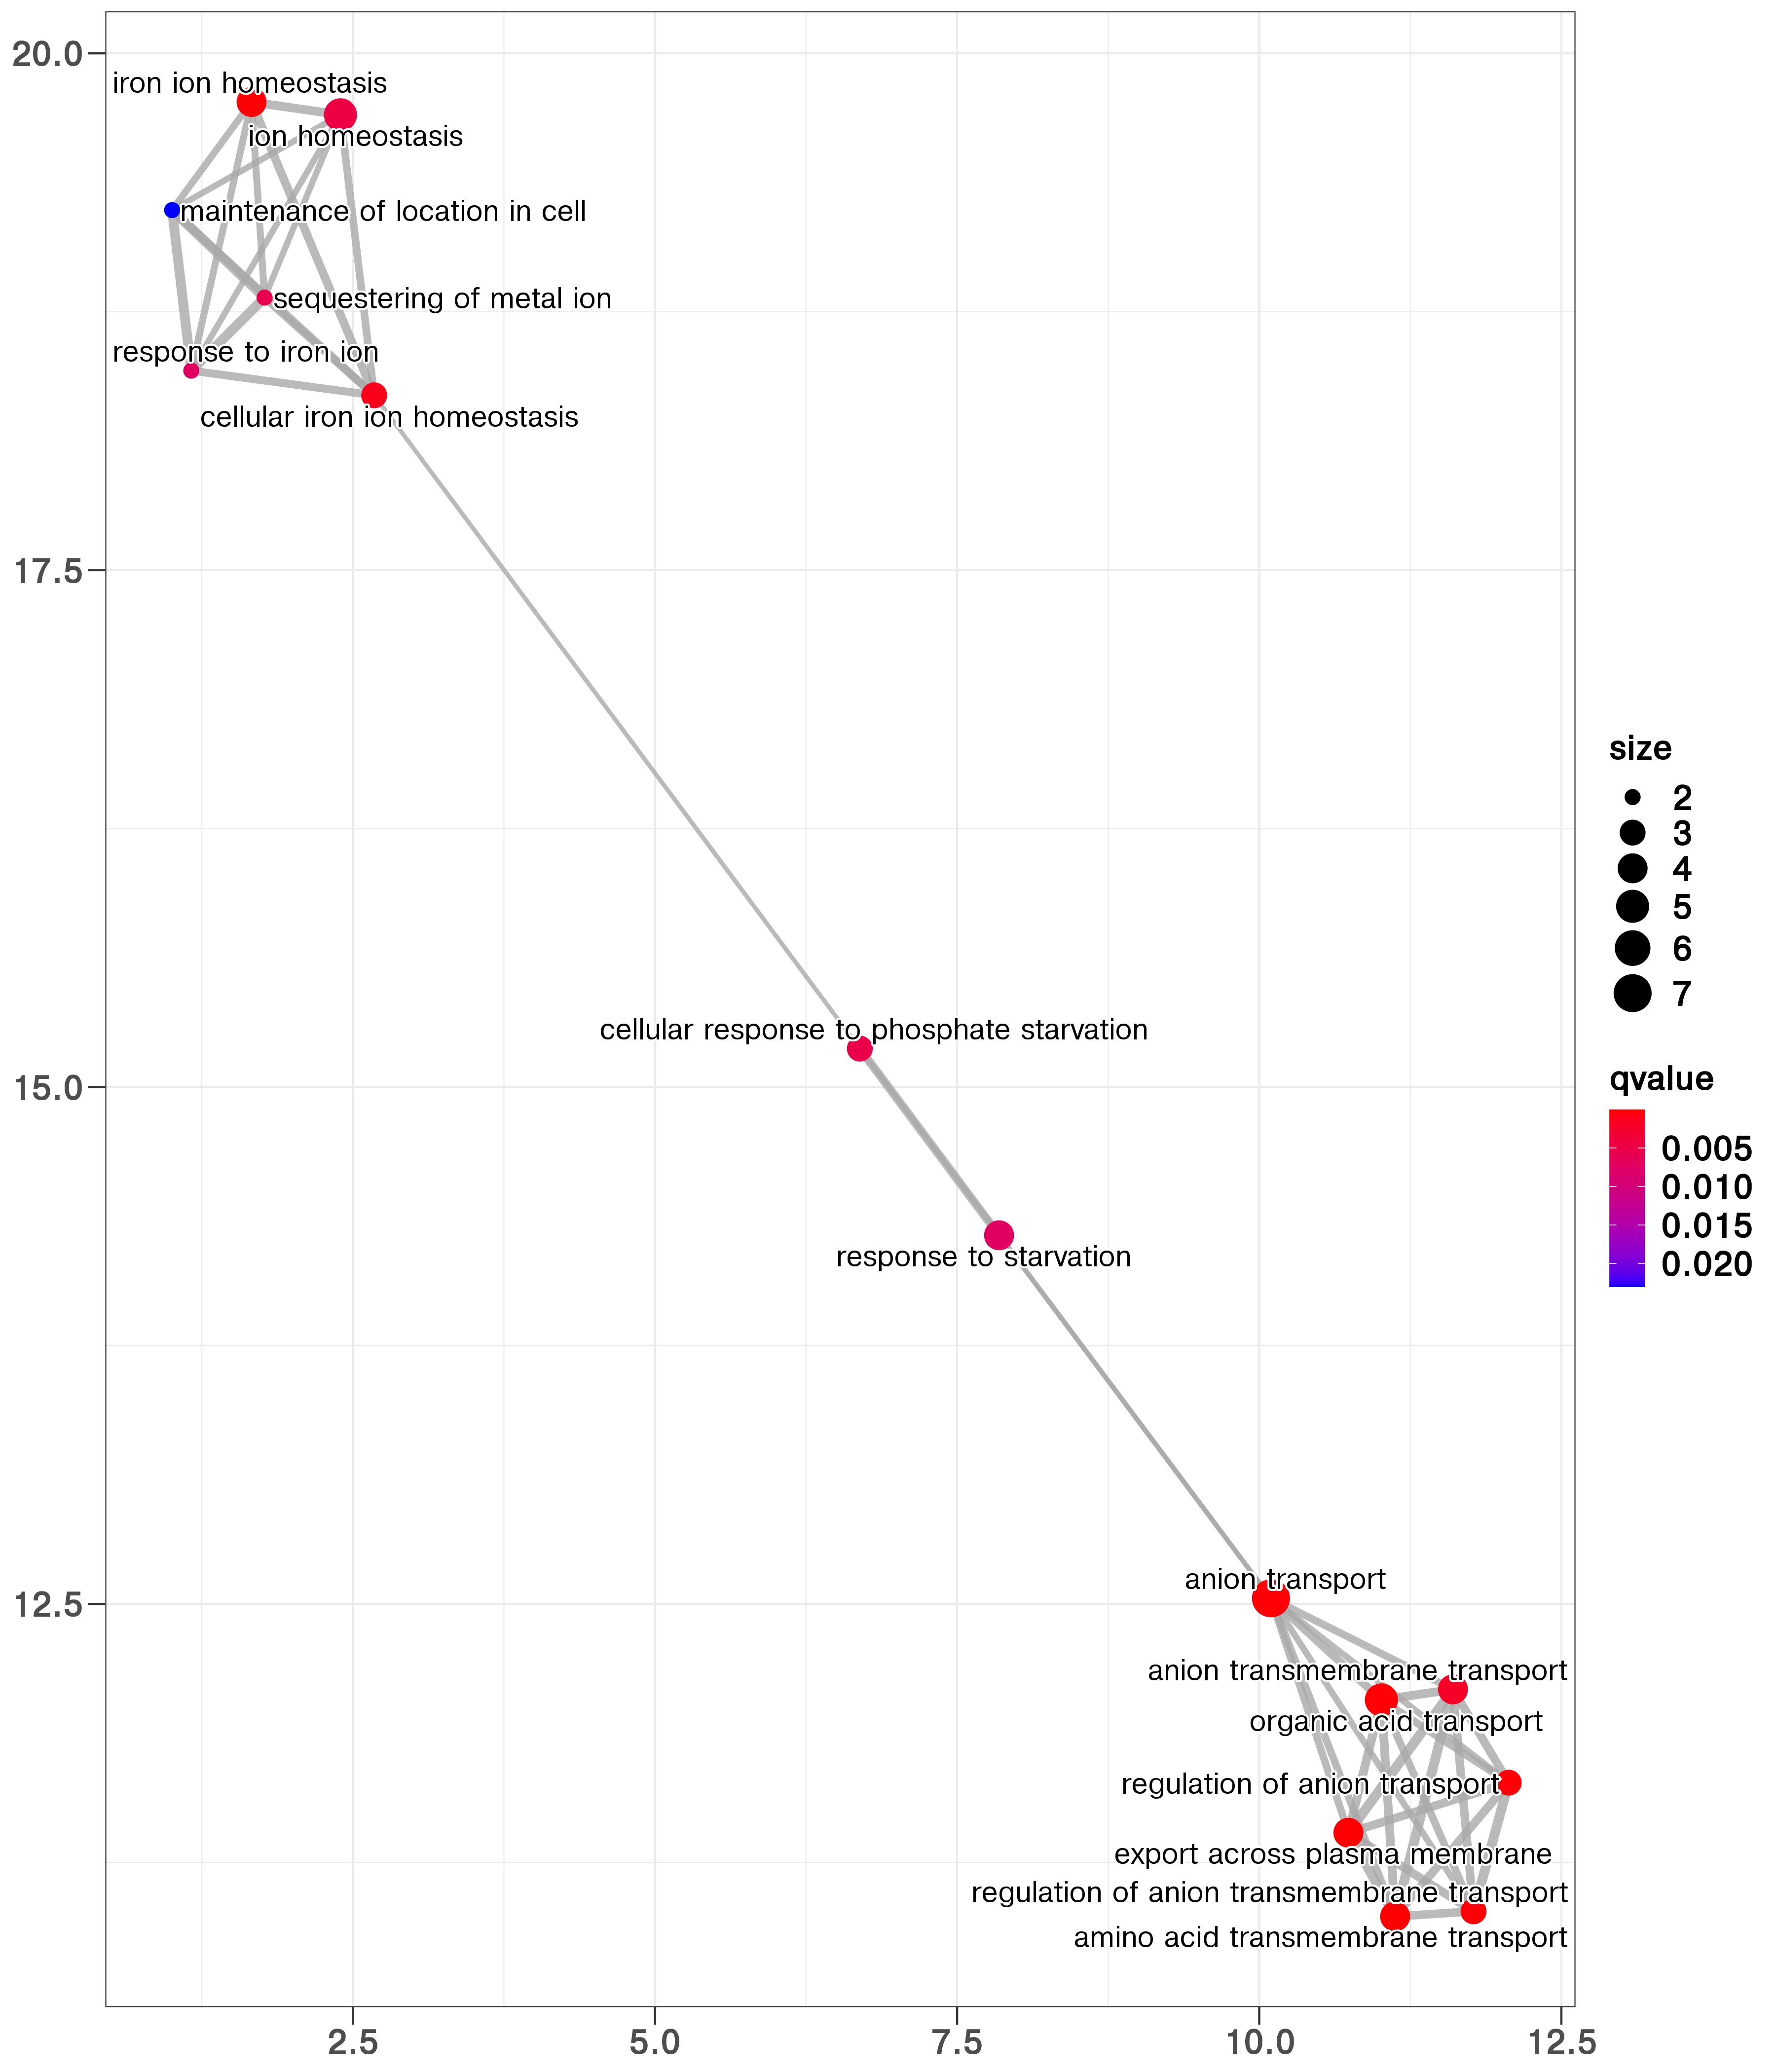 20.0
iron ion homeostasis
ion homeostasis
maintenance of location in cell
sequestering of metal ion
response to iron ion
cellular iron ion homeostasis
17.5
size
2
3
4
5
6
7
cellular response to phosphate starvation
15.0
qvalue
0.005
0.010
0.015
0.020
response to starvation
anion transport
12.5
anion transmembrane transport
organic acid transport
regulation of anion transport
export across plasma membrane
regulation of anion transmembrane transport
amino acid transmembrane transport
2.5 5.0 7.5 10.0 12.5